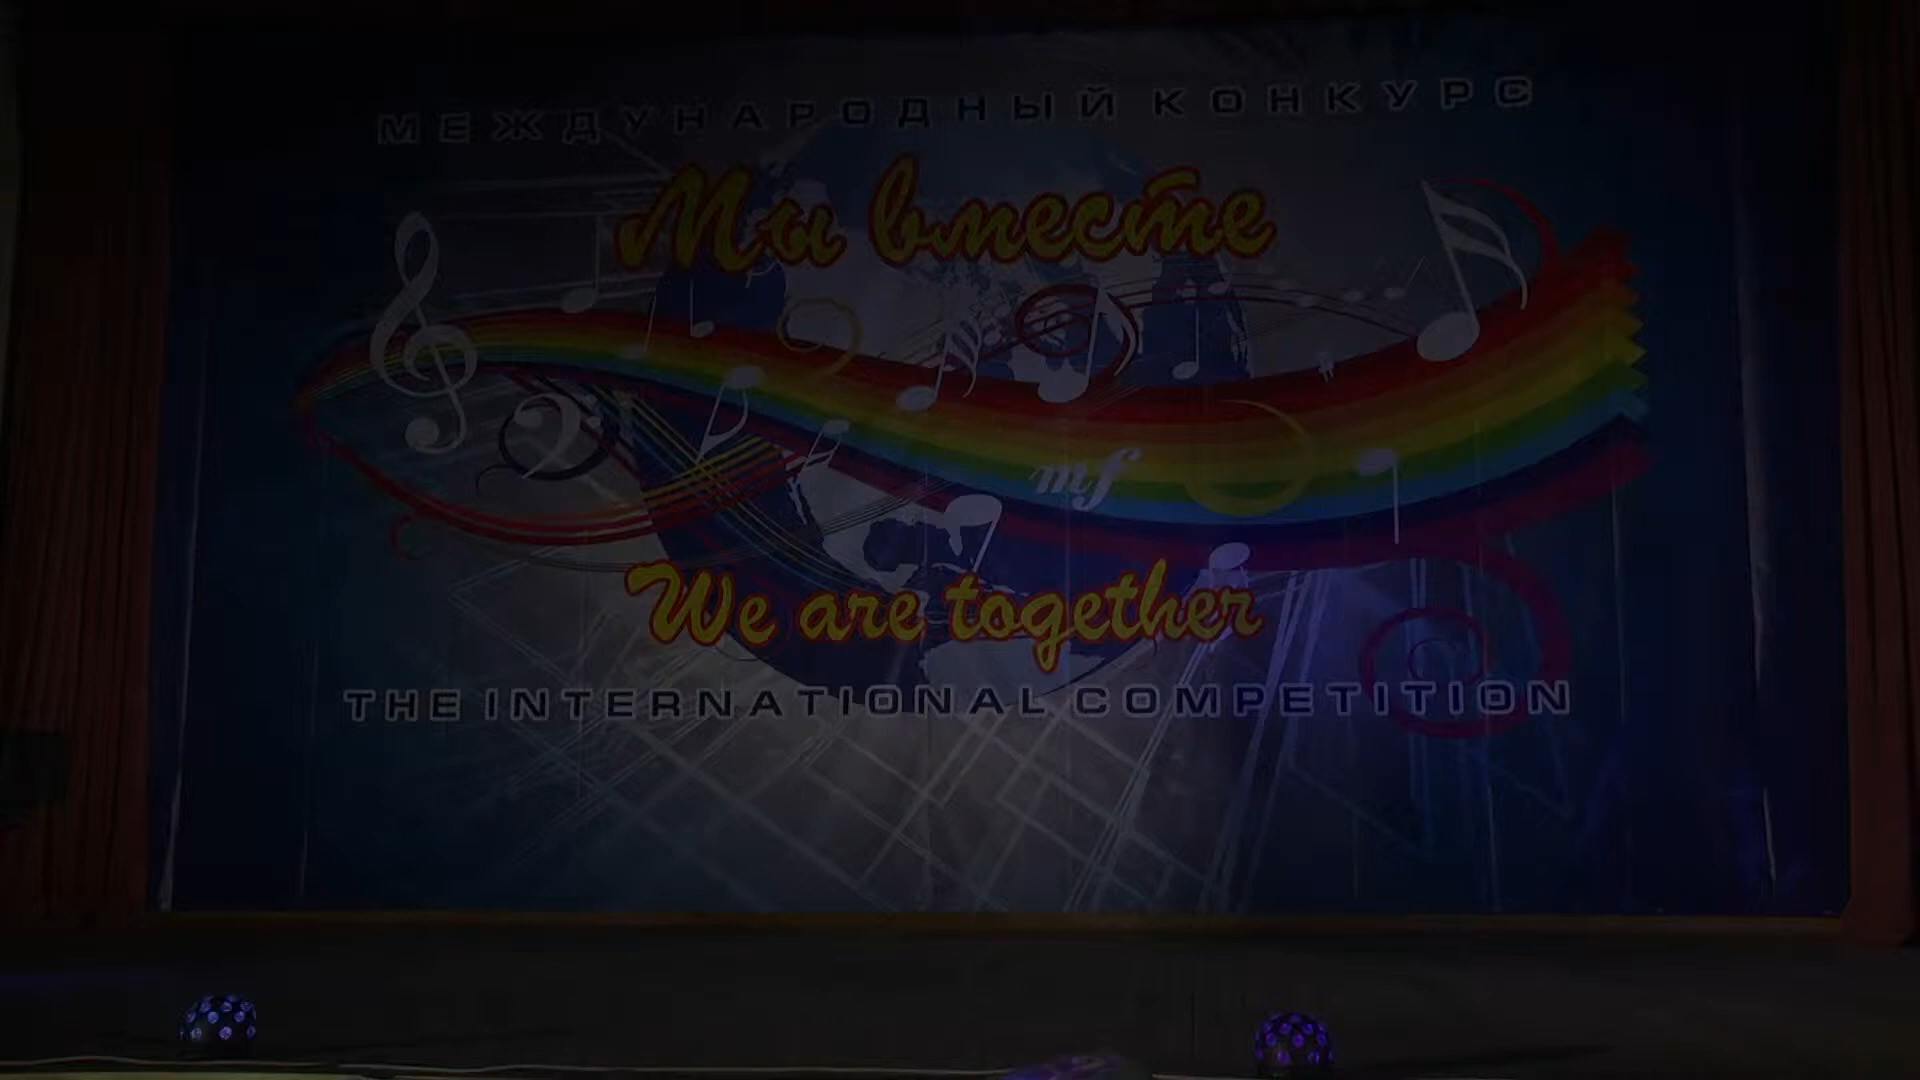 МЕЖДУНАРОДНЫЙ КОНКУРС
Мы вместе
mf
We are together
THE INTERNATIONAL COMPETITION